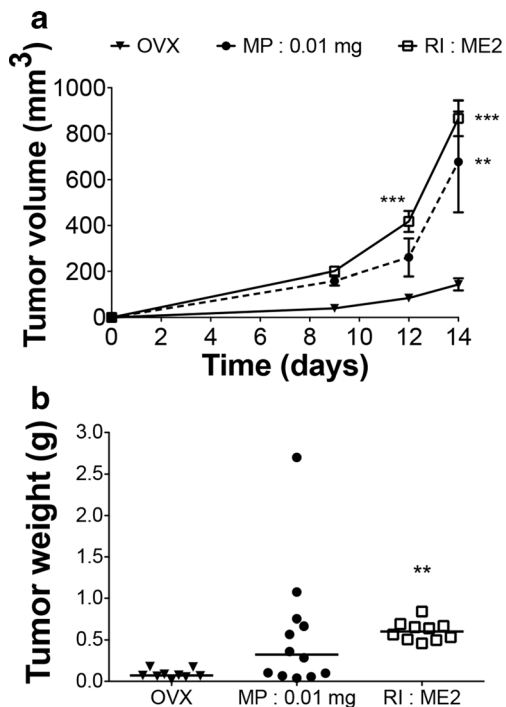 a
OVX MP : 0.01 mg RI : ME2
Tumor volume (mm3)
1000
800
600
400
200
0
***
**
***
0 2 4 6 8 10 12 14
Time (days)
b
Tumor weight (g)
3.0
2.5
2.0
1.5
1.0
0.5
0.0
**
OVX MP : 0.01 mg RI : ME2